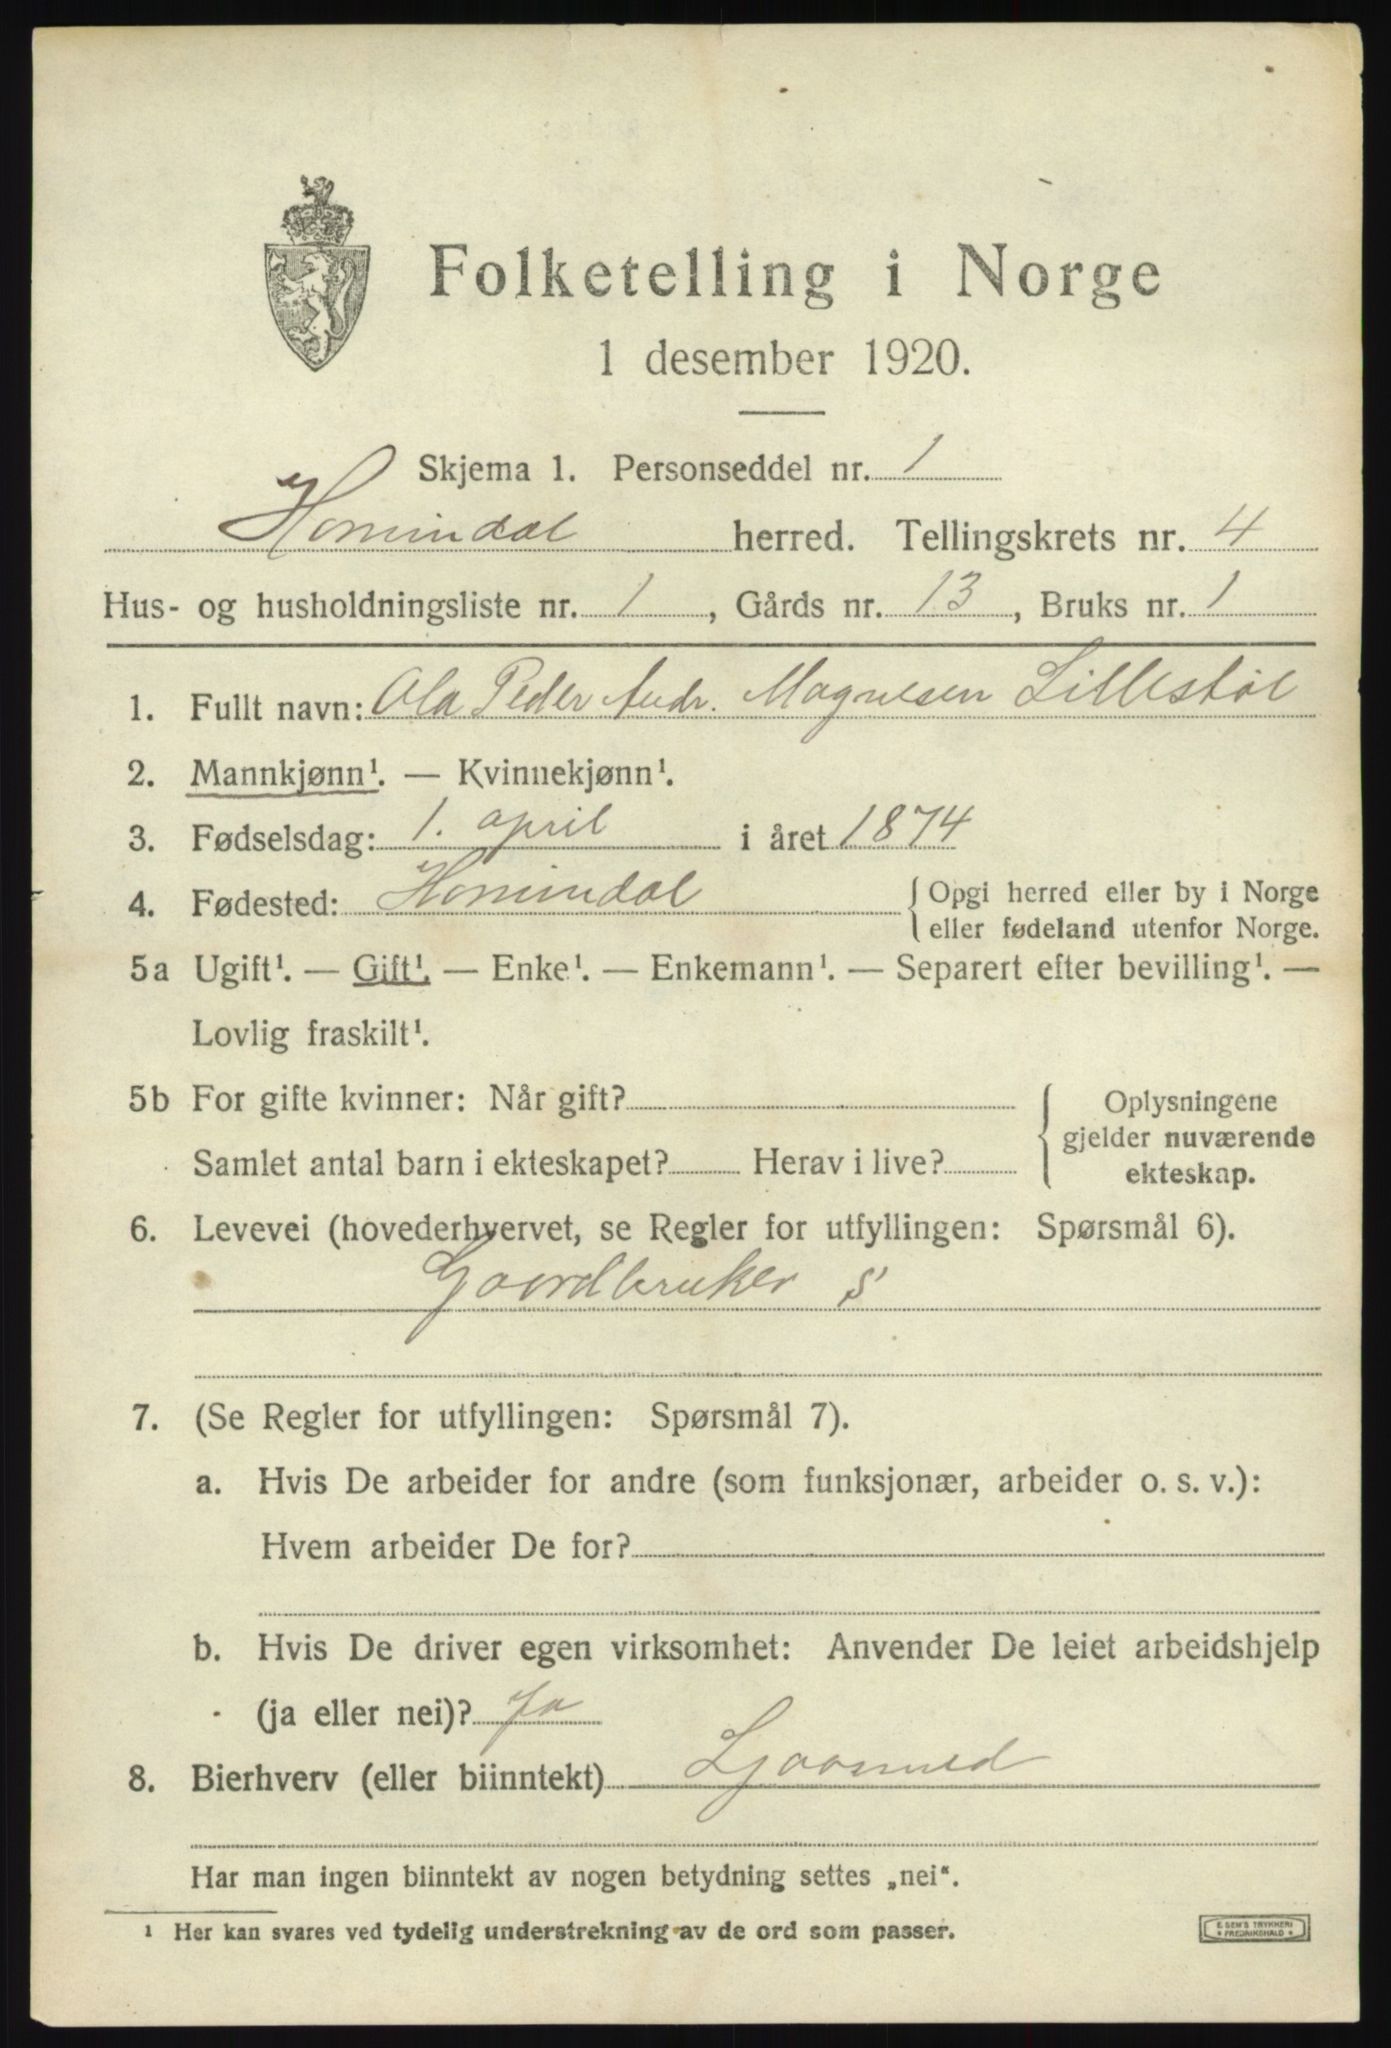 Folketelling i Norge
1 desember 1920.
Skjema 1. Personseddel nr. 1
Hornindal herred. Tellingskrets nr. 4
Hus- og husholdningsliste nr. 1, Gårds nr. 13, Bruks nr. 1
1. Fullt navn: Ola Peder Andr. Magnusen Lillestøl
2. Mannkjønn¹. — Kvinnekjønn¹.
3. Fødselsdag: 1. april i året 1874
4. Fødested: Hornindal { Opgi herred eller by i Norge
eller fødeland utenfor Norge.
5a Ugift¹. — Gift¹. — Enke¹. — Enkemann¹. — Separert efter bevilling¹. —
Lovlig fraskilt¹.
5b For gifte kvinner: Når gift?
Samlet antal barn i ekteskapet? Herav i live?
Oplysningene
gjelder nuværende
ekteskap.
6. Levevei (hovederhvervet, se Regler for utfyllingen: Spørsmål 6).
Gaardbruker S
7. (Se Regler for utfyllingen: Spørsmål 7).
a. Hvis De arbeider for andre (som funksjonær, arbeider o. s. v.):
Hvem arbeider De for?
b. Hvis De driver egen virksomhet: Anvender De leiet arbeidshjelp
(ja eller nei)? Ja
8. Bierhverv (eller biinntekt)
Har man ingen biinntekt av nogen betydning settes „nei“.
¹ Her kan svares ved tydelig understrekning av de ord som passer.
E. SEM'S TRYKKERI
* FREDRIKSHALD *